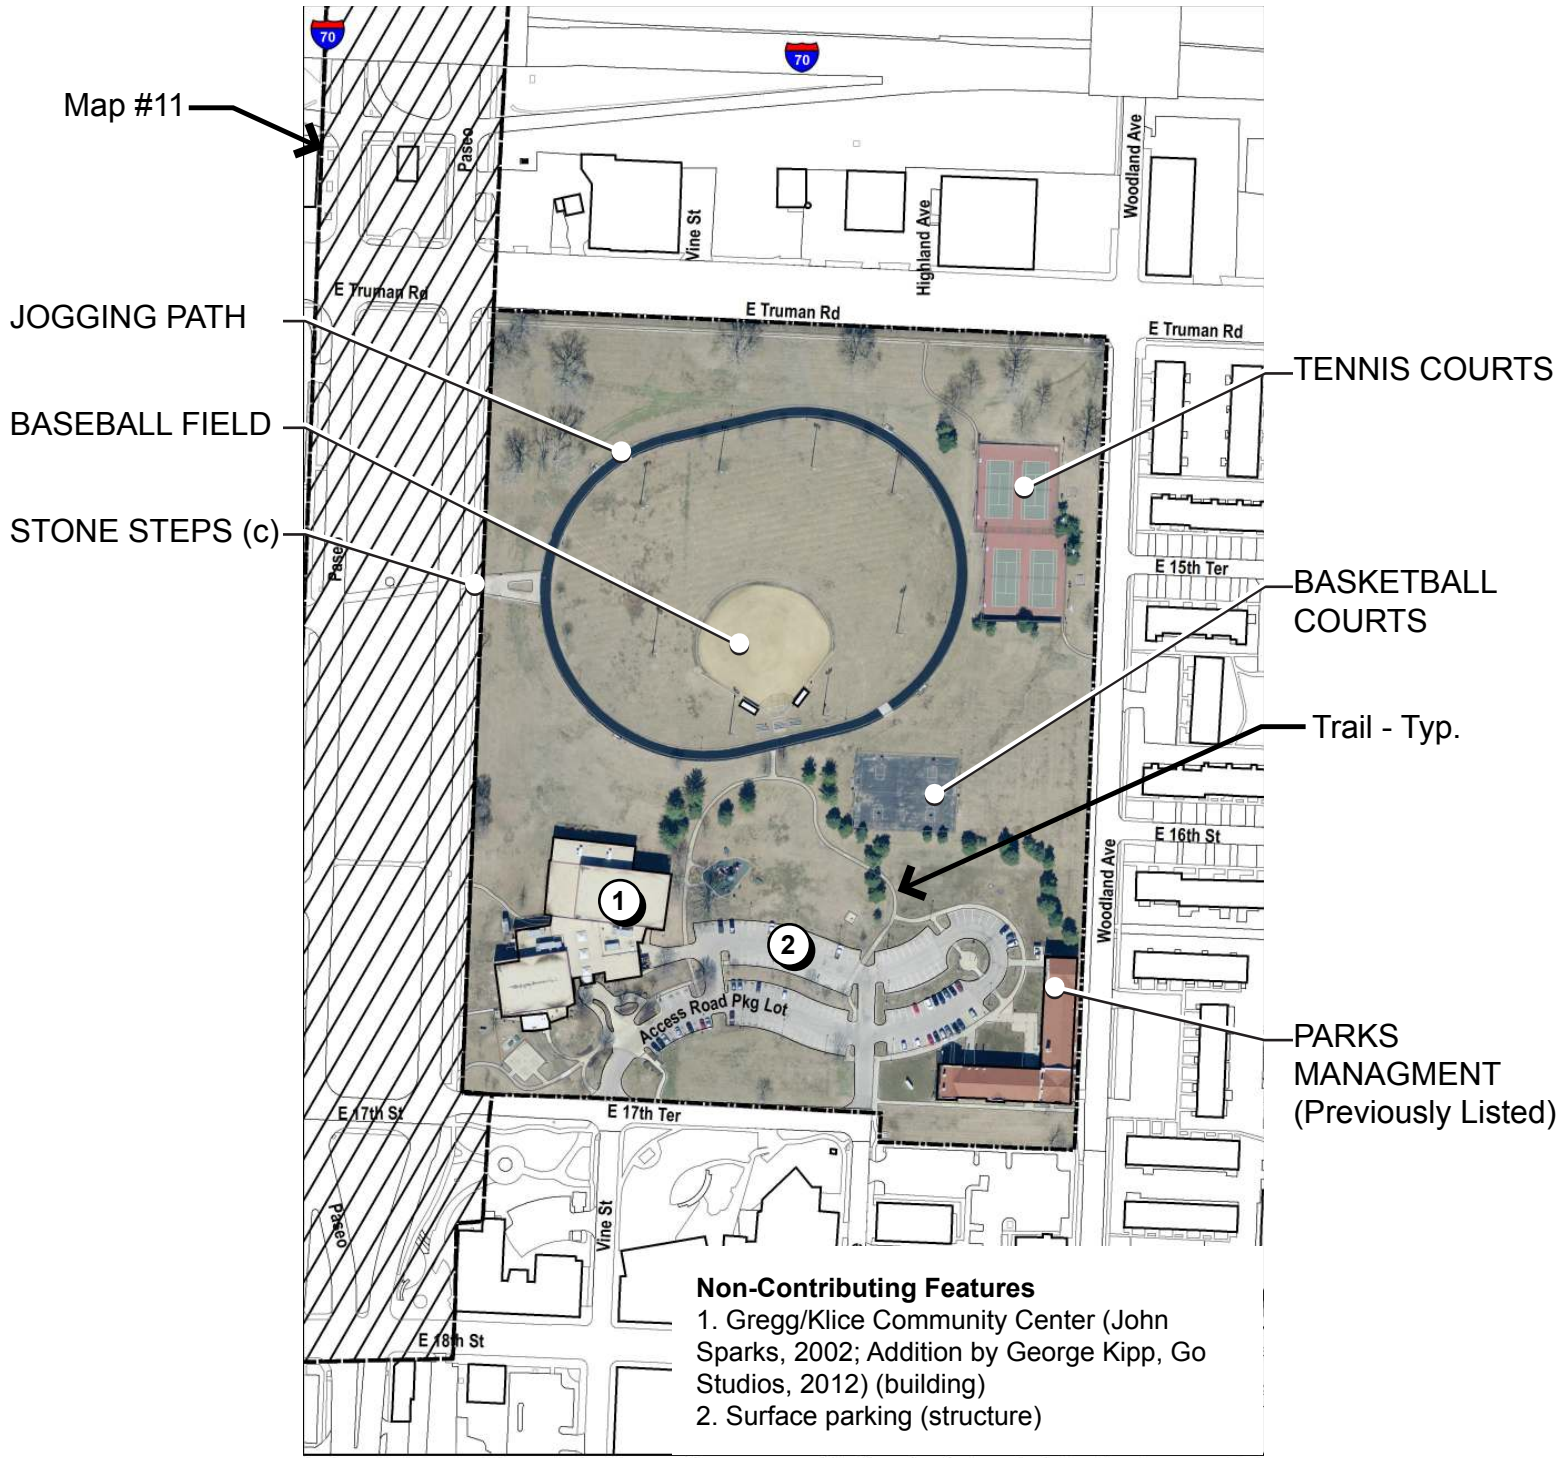 70
70
Map #11
Paseo
Woodland Ave
Vine St
Highland Ave
E Truman Rd
E Truman Rd
E Truman Rd
JOGGING PATH
TENNIS COURTS
BASEBALL FIELD
STONE STEPS (c)
Paseo
E 15th Ter
BASKETBALL
COURTS
Trail - Typ.
E 16th St
Woodland Ave
1
2
Access Road Pkg Lot
PARKS
MANAGMENT
(Previously Listed)
E 17th St
E 17th Ter
Paseo
Vine St
E 18th St
Non-Contributing Features
1. Gregg/Klice Community Center (John
Sparks, 2002; Addition by George Kipp, Go
Studios, 2012) (building)
2. Surface parking (structure)